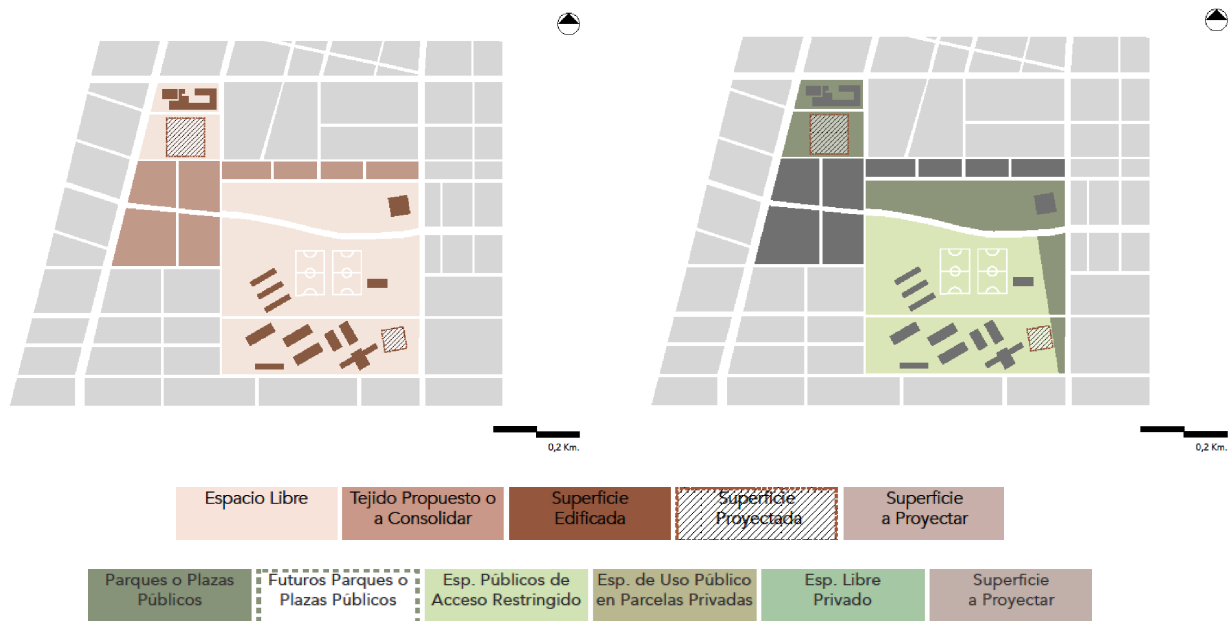 0,2 Km.
0,2 Km.
Espacio Libre
Tejido Propuesto o
a Consolidar
Superficie
Edificada
Superficie
Proyectada
Superficie
a Proyectar
Parques o Plazas
Públicos
Futuros Parques o
Plazas Públicos
Esp. Públicos de
Acceso Restringido
Esp. de Uso Público
en Parcelas Privadas
Esp. Libre
Privado
Superficie
a Proyectar